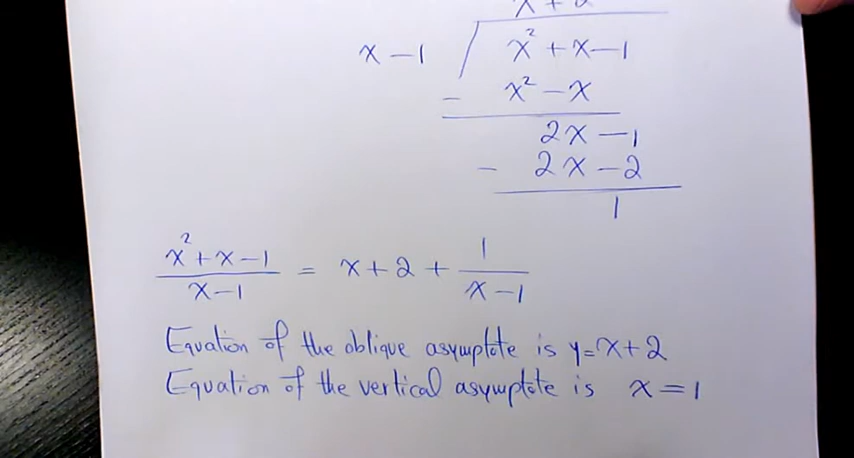 x + 2
x - 1 x² + x - 1
- x² - x
2x - 1
- 2x - 2
1
x² + x - 1 / x - 1 = x + 2 + 1 / x - 1
Equation of the oblique asymptote is y = x + 2
Equation of the vertical asymptote is x = 1